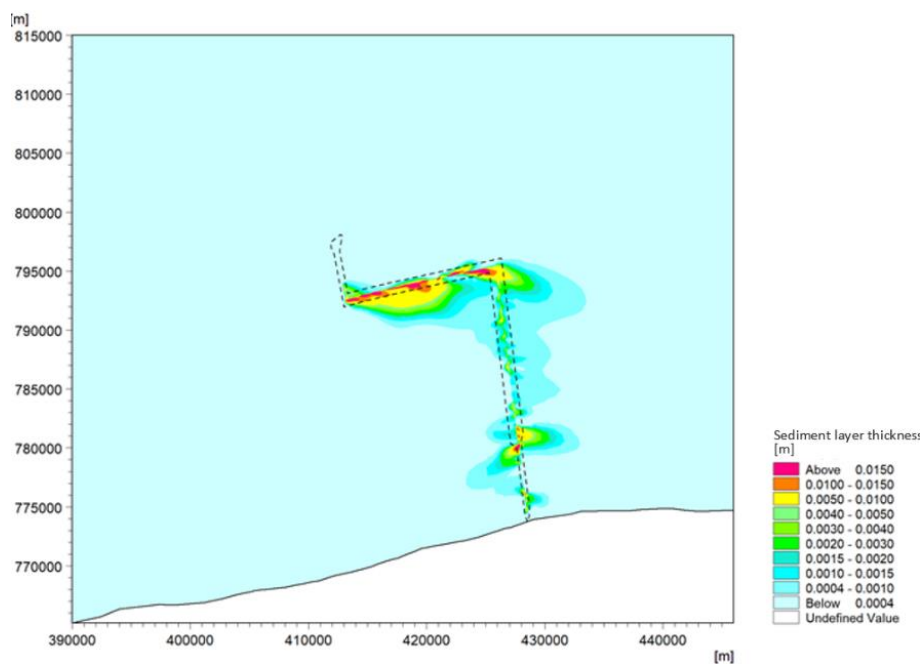 [m]
815000
810000
805000
800000
795000
790000
785000
780000
775000
770000
390000 400000 410000 420000 430000 440000
[m]
Sediment layer thickness
[m]
Above 0.0150
0.0100 - 0.0150
0.0050 - 0.0100
0.0040 - 0.0050
0.0030 - 0.0040
0.0020 - 0.0030
0.0015 - 0.0020
0.0010 - 0.0015
0.0004 - 0.0010
Below 0.0004
Undefined Value